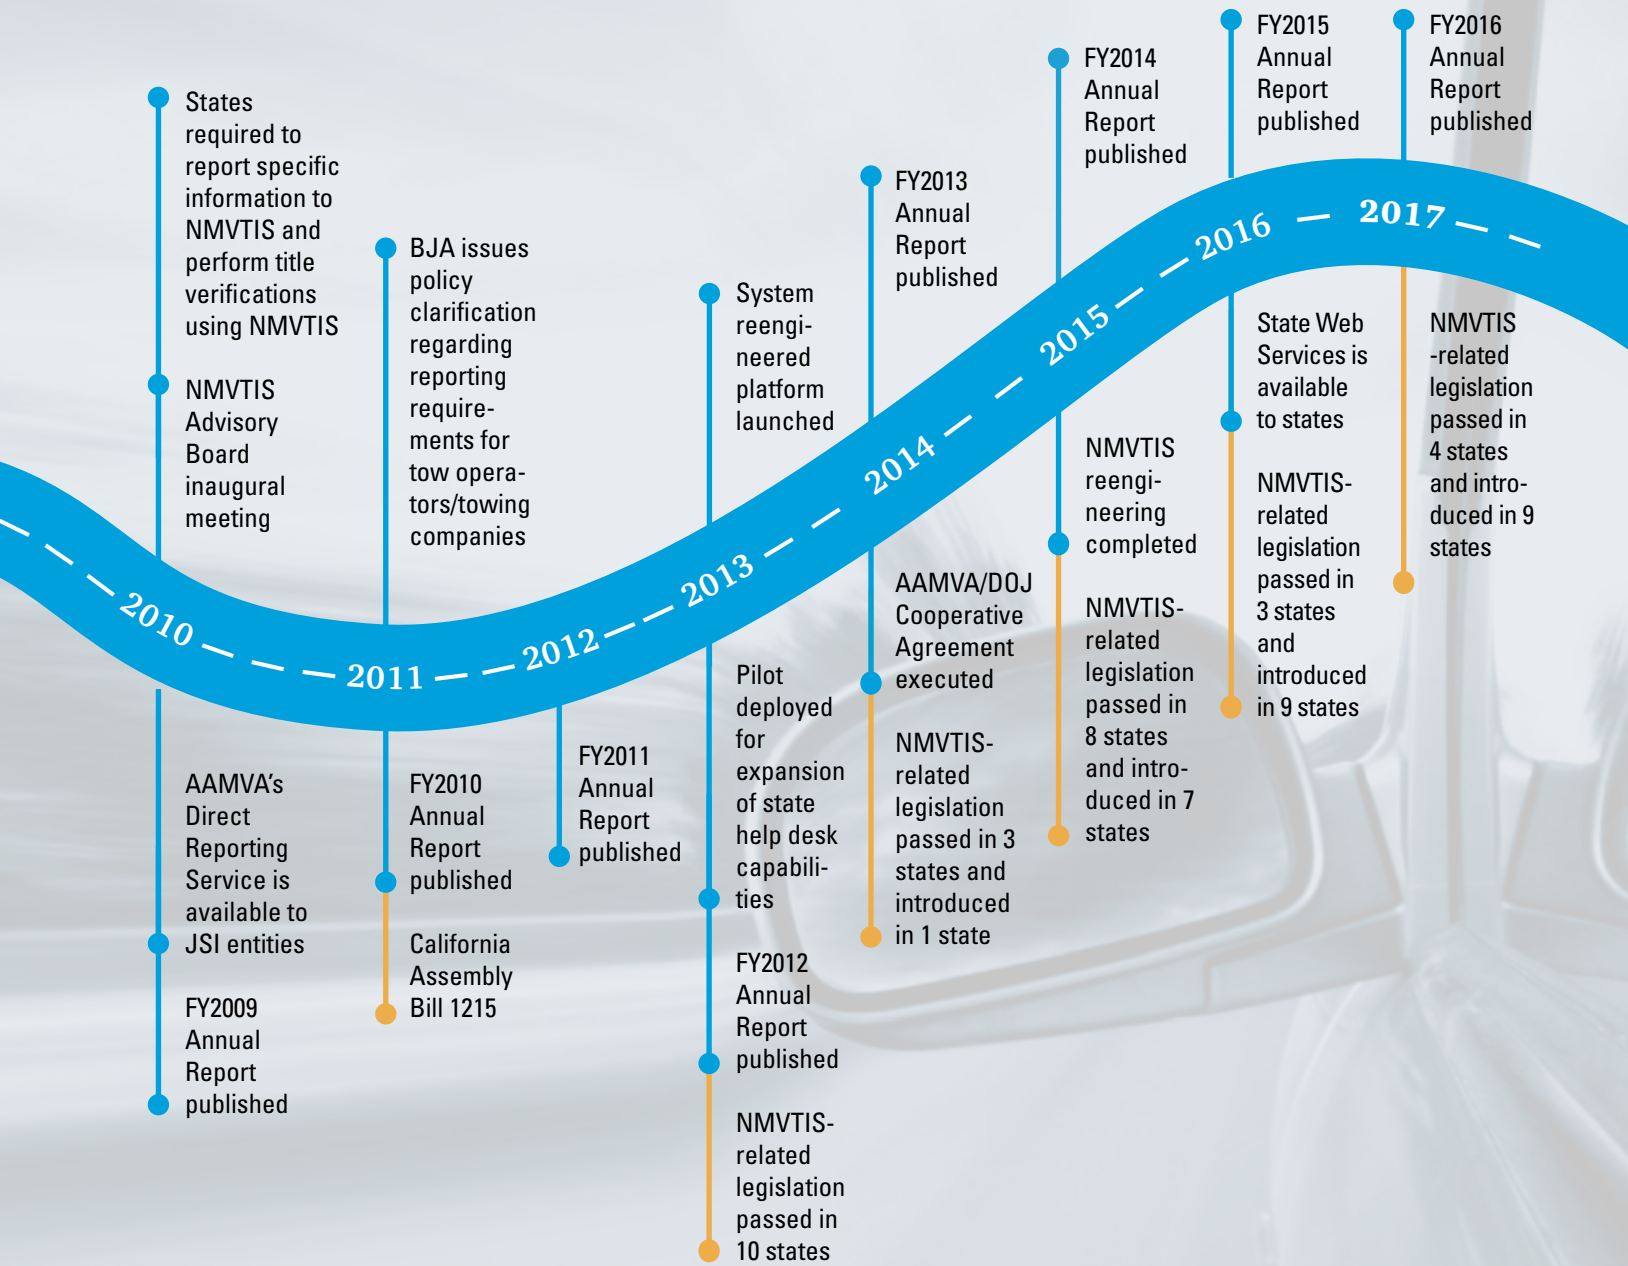 States
required to
report specific
information to
NMVTIS and
perform title
verifications
using NMVTIS
NMVTIS
Advisory
Board
inaugural
meeting
2010
AAMVA's
Direct
Reporting
Service is
available to
JSI entities
FY2009
Annual
Report
published
BJA issues
policy
clarification
regarding
reporting
require-
ments for
tow opera-
tors/towing
companies
2011
FY2010
Annual
Report
published
California
Assembly
Bill 1215
2012
FY2011
Annual
Report
published
System
reengi-
neered
platform
launched
2013
Pilot
deployed
for
expansion
of state
help desk
capabili-
ties
FY2012
Annual
Report
published
NMVTIS-
related
legislation
passed in
10 states
FY2013
Annual
Report
published
2014
AAMVA/DOJ
Cooperative
Agreement
executed
NMVTIS-
related
legislation
passed in 3
states and
introduced
in 1 state
FY2014
Annual
Report
published
2015
NMVTIS
reengi-
neering
completed
NMVTIS-
related
legislation
passed in
8 states
and intro-
duced in 7
states
FY2015
Annual
Report
published
2016
State Web
Services is
available
to states
NMVTIS-
related
legislation
passed in
3 states
and
introduced
in 9 states
FY2016
Annual
Report
published
2017
NMVTIS
-related
legislation
passed in
4 states
and intro-
duced in 9
states